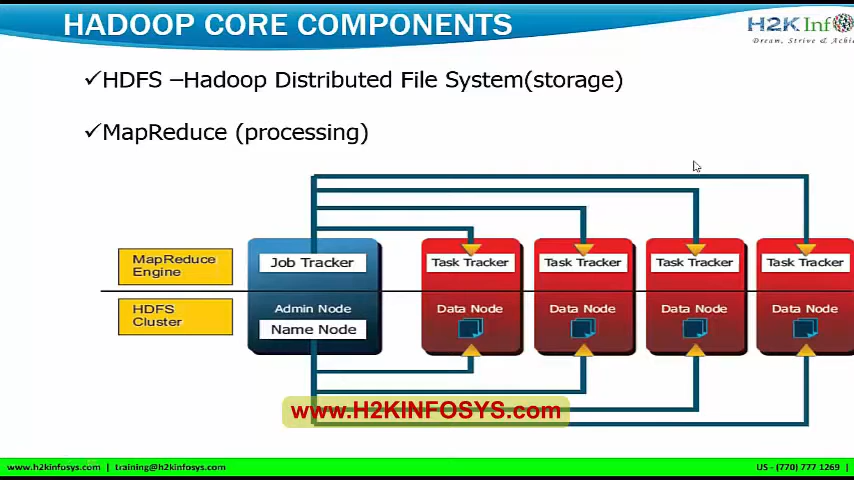 HADOOP CORE COMPONENTS
H2K Inf
Dream, Strive & Achi
✓HDFS –Hadoop Distributed File System(storage)
✓MapReduce (processing)
MapReduce Engine
Job Tracker
Task Tracker
Task Tracker
Task Tracker
Task Tracker
HDFS Cluster
Admin Node
Name Node
Data Node
Data Node
Data Node
Data Node
www.H2KINFOSYS.com
www.h2kinfosys.com | training@h2kinfosys.com
US - (770) 777 1269 |